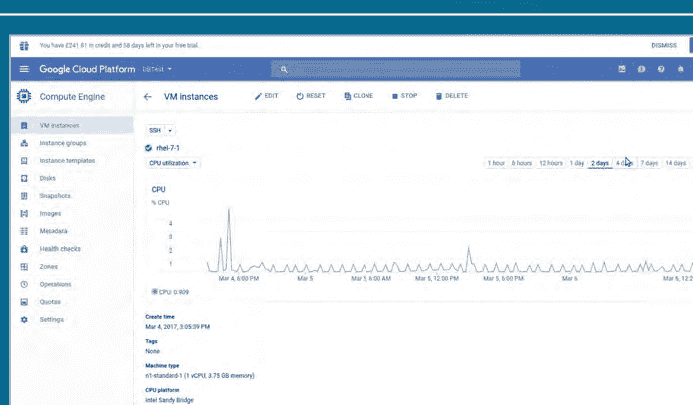 You have £241.81 in credit and 58 days left in your free trial.
DISMISS
Google Cloud Platform
DBTest
Compute Engine
VM instances
EDIT
RESET
CLONE
STOP
DELETE
VM instances
Instance groups
Instance templates
Disks
Snapshots
Images
Metadata
Health checks
Zones
Operations
Quotas
Settings
SSH
rhel-7-1
CPU utilization
1 hour 6 hours 12 hours 1 day 2 days 7 days 14 days
CPU
% CPU
4
3
2
1
Mar 4, 6:00 PM Mar 5 Mar 5, 6:00 AM Mar 5, 12:00 PM Mar 5, 6:00 PM Mar 6
CPU: 0.909
Create time
Mar 4, 2017, 3:05:39 PM
Tags
None
Machine type
n1-standard-1 (1 vCPU, 3.75 GB memory)
CPU platform
Intel Sandy Bridge